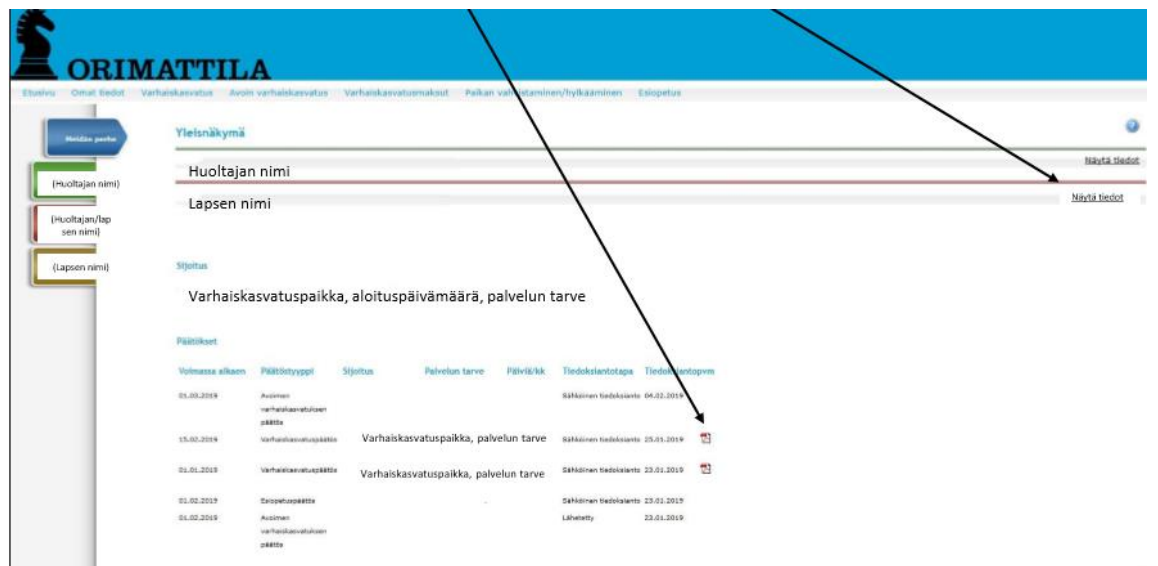 ORIMATTILA
Etusivu Omat tiedot Varhaiskasvatus Avoin varhaiskasvatus Varhaiskasvatusmaksut Paikan vahvistaminen/hylkääminen Esiopetus
Meidän perhe
Yleisnäkymä
Näytä tiedot
Huoltajan nimi
(Huoltajan nimi)
Näytä tiedot
Lapsen nimi
(Huoltajan/lap
sen nimi)
(Lapsen nimi)
Sijoitus
Varhaiskasvatuspaikka, aloituspäivämäärä, palvelun tarve
Päätökset
Voimassa alkaen Päätöstyyppi Sijoitus Palvelun tarve Päiviä/kk Tiedoksiantotapa Tiedoksiantopvm
01.03.2019 Avoimen Sähköinen tiedoksianto 04.02.2019
varhaiskasvatuksen
päätös
15.02.2019 Varhaiskasvatuspäätös Varhaiskasvatuspaikka, palvelun tarve Sähköinen tiedoksianto 25.01.2019
01.01.2019 Varhaiskasvatuspäätös Varhaiskasvatuspaikka, palvelun tarve Sähköinen tiedoksianto 23.01.2019
01.02.2019 Esiopetuspäätös Sähköinen tiedoksianto 23.01.2019
01.02.2019 Avoimen Lähetetty 23.01.2019
varhaiskasvatuksen
päätös